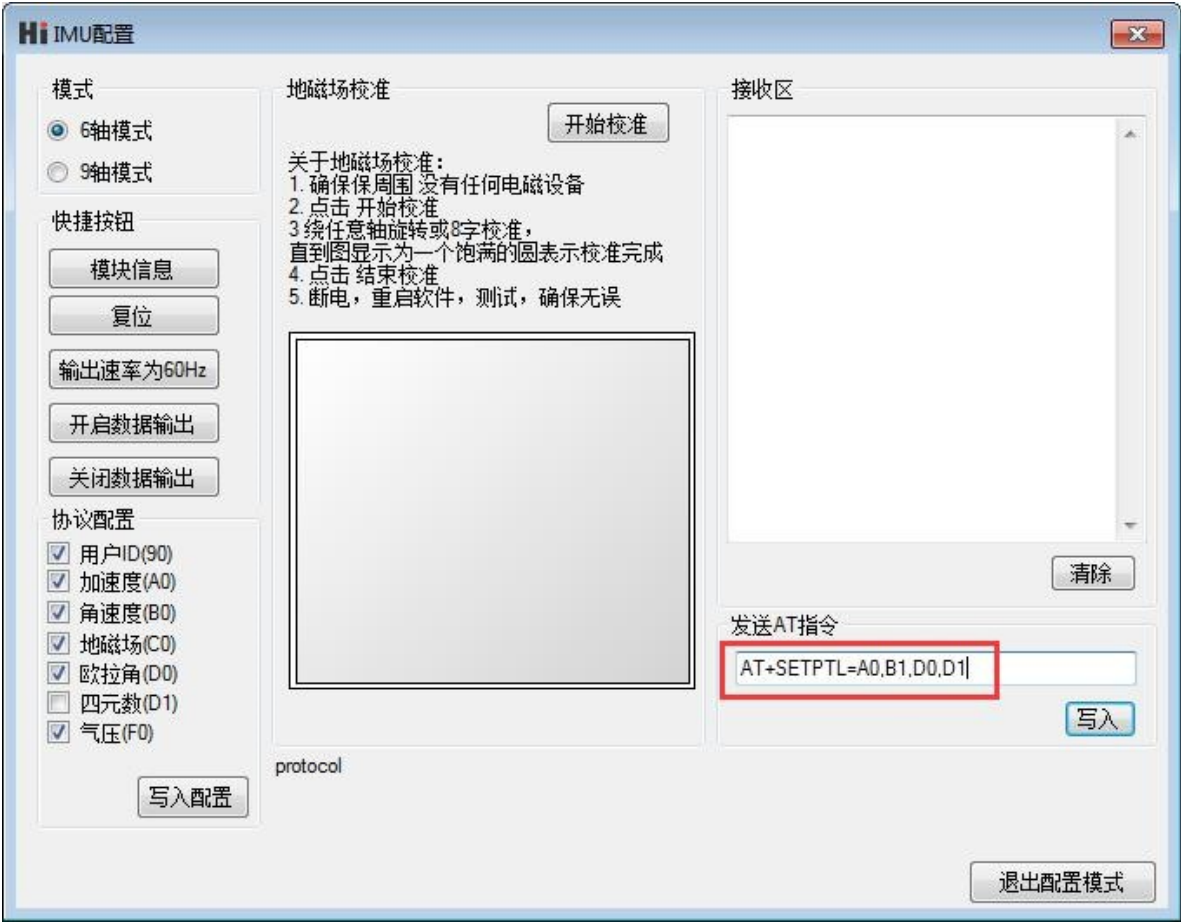 Hi IMU配置
模式
6轴模式
9轴模式
快捷按钮
模块信息
复位
输出速率为60Hz
开启数据输出
关闭数据输出
协议配置
用户ID(90)
加速度(A0)
角速度(B0)
地磁场(C0)
欧拉角(D0)
四元数(D1)
气压(F0)
写入配置
地磁场校准
开始校准
关于地磁场校准：
1. 确保保周围 没有任何电磁设备
2. 点击 开始校准
3 绕任意轴旋转或8字校准，
直到图显示为一个饱满的圆表示校准完成
4. 点击 结束校准
5. 断电，重启软件，测试，确保无误
protocol
接收区
清除
发送AT指令
AT+SETPTL=A0,B1,D0,D1
写入
退出配置模式